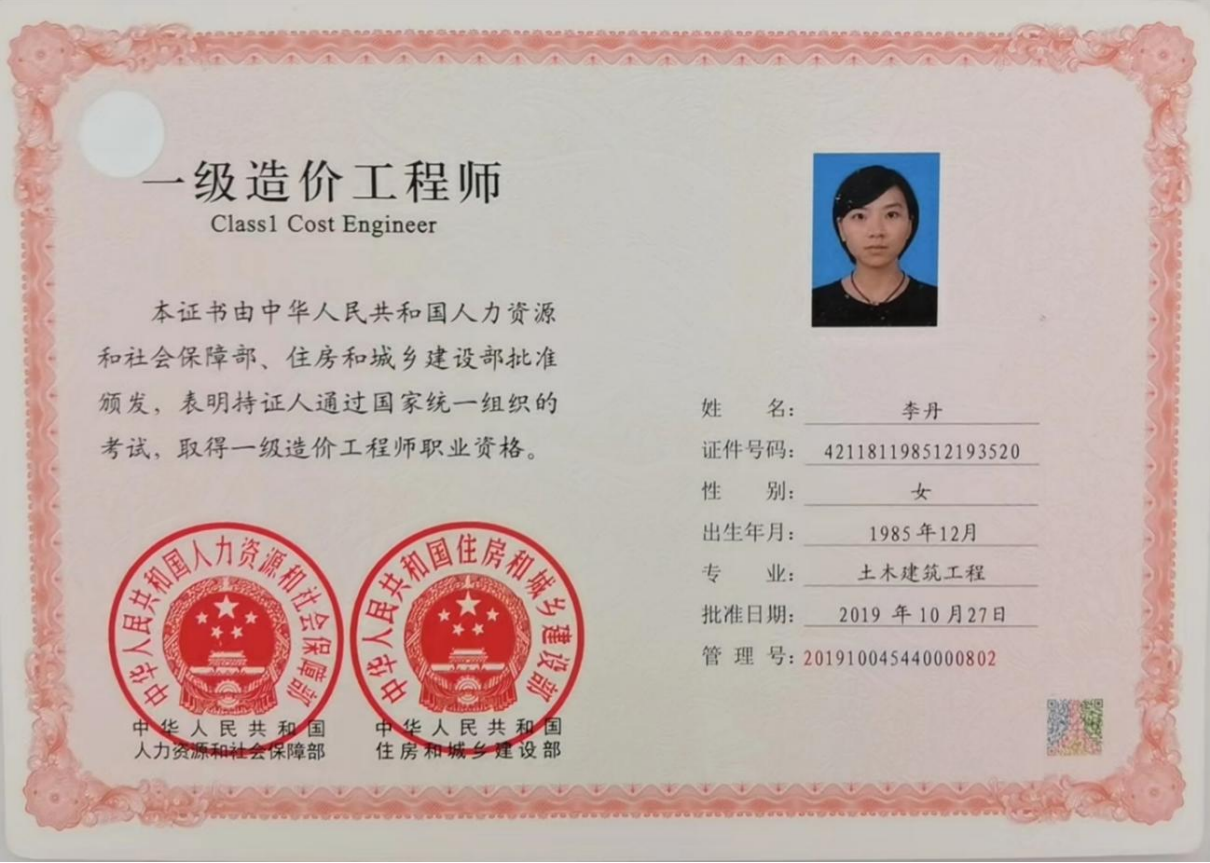 一级造价工程师
Class1 Cost Engineer
本证书由中华人民共和国人力资源
和社会保障部、住房和城乡建设部批准
颁发，表明持证人通过国家统一组织的
考试，取得一级造价工程师职业资格。
中华人民共和国人力资源和社会保障部
中华人民共和国住房和城乡建设部
中华人民共和国
人力资源和社会保障部
中华人民共和国
住房和城乡建设部
姓 名： 李丹
证件号码： 421181198512193520
性 别： 女
出生年月： 1985年12月
专 业： 土木建筑工程
批准日期： 2019 年 10 月27日
管 理 号：201910045440000802